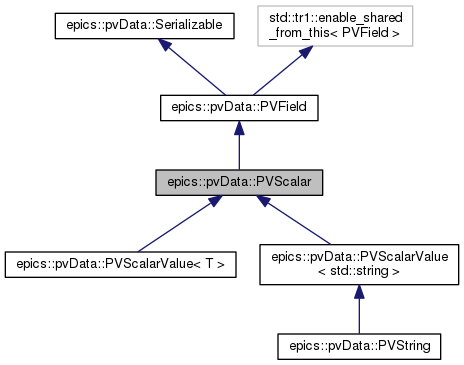 epics::pvData::Serializable
std::tr1::enable_shared
_from_this< PVField >
epics::pvData::PVField
epics::pvData::PVScalar
epics::pvData::PVScalarValue< T >
epics::pvData::PVScalarValue
< std::string >
epics::pvData::PVString